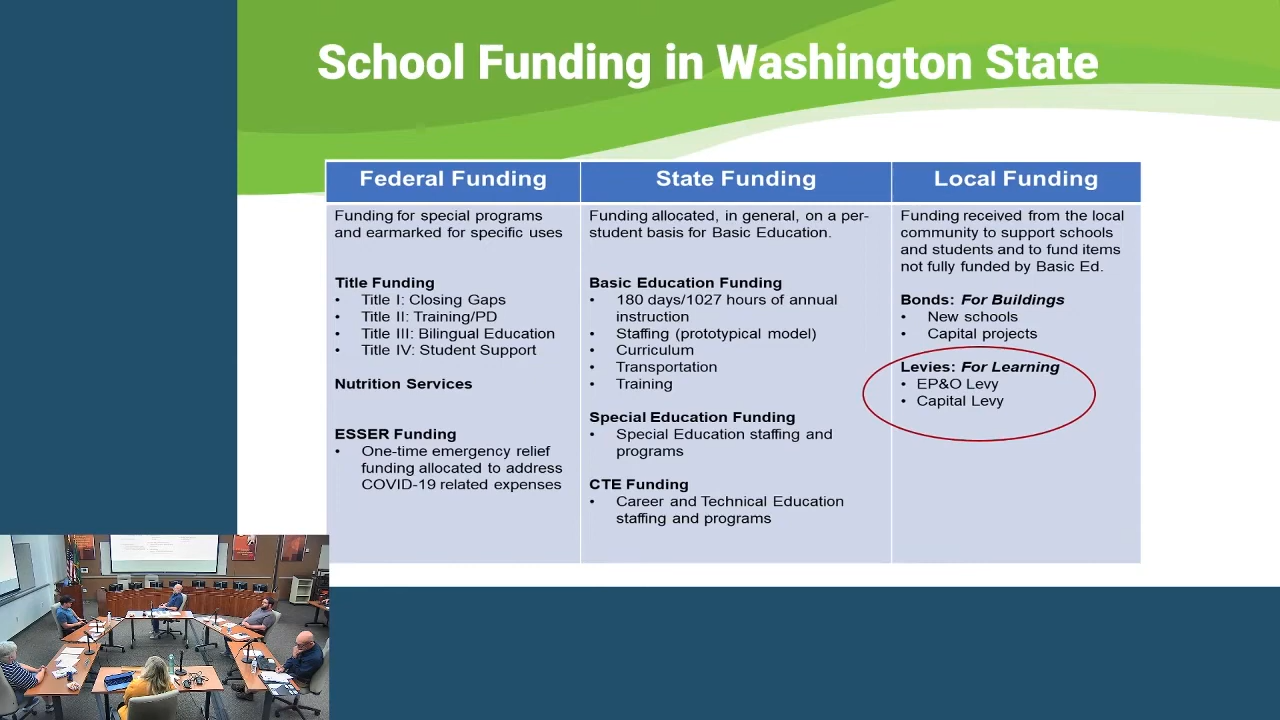 School Funding in Washington State
Federal Funding
Funding for special programs
and earmarked for specific uses
Title Funding
• Title I: Closing Gaps
• Title II: Training/PD
• Title III: Bilingual Education
• Title IV: Student Support
Nutrition Services
ESSER Funding
• One-time emergency relief
funding allocated to address
COVID-19 related expenses
State Funding
Funding allocated, in general, on a per-
student basis for Basic Education.
Basic Education Funding
• 180 days/1027 hours of annual
instruction
• Staffing (prototypical model)
• Curriculum
• Transportation
• Training
Special Education Funding
• Special Education staffing and
programs
CTE Funding
• Career and Technical Education
staffing and programs
Local Funding
Funding received from the local
community to support schools
and students and to fund items
not fully funded by Basic Ed.
Bonds: For Buildings
• New schools
• Capital projects
Levies: For Learning
• EP&O Levy
• Capital Levy